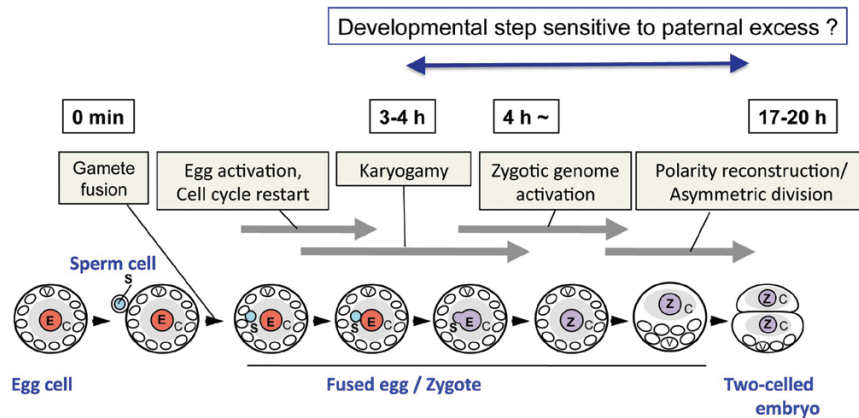 Developmental step sensitive to paternal excess ?
0 min
3-4 h
4 h ~
17-20 h
Gamete
fusion
Egg activation,
Cell cycle restart
Karyogamy
Zygotic genome
activation
Polarity reconstruction/
Asymmetric division
Sperm cell
S
V
E
C
V
E
C
V
S
E
C
V
S
E
C
V
S
E
C
V
Z
C
Z
C
V
Z
C
Z
C
V
Egg cell
Fused egg / Zygote
Two-celled
embryo